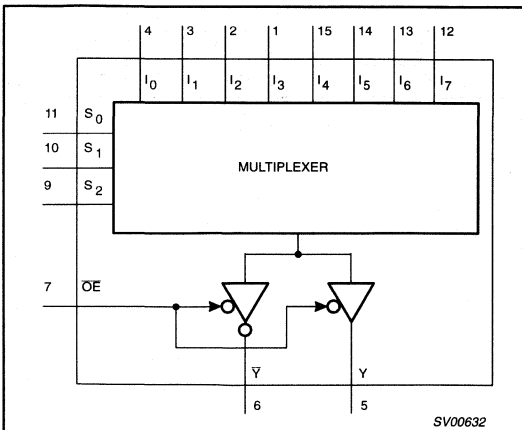 4 3 2 1 15 14 13 12
I0 I1 I2 I3 I4 I5 I6 I7
11 S0
10 S1
9 S2
MULTIPLEXER
7 O̅E̅
Y̅ Y
6 5
SV00632